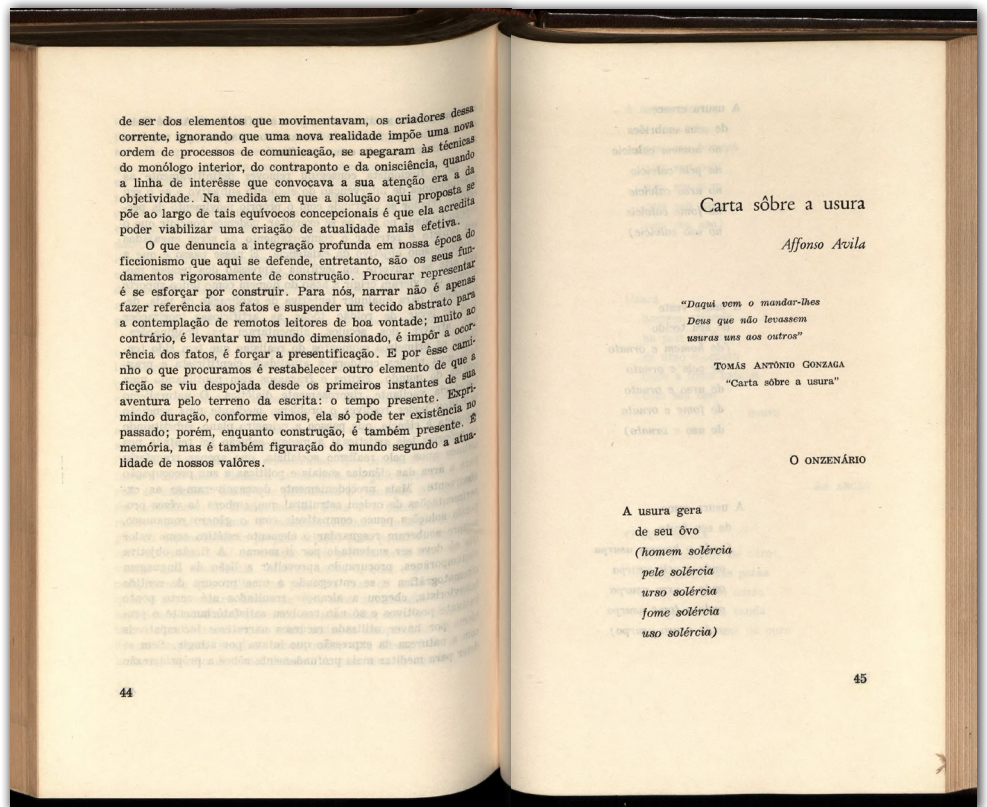 de ser dos elementos que movimentavam, os criadores dessa
corrente, ignorando que uma nova realidade impõe uma nova
ordem de processos de comunicação, se apegaram às técnicas
do monólogo interior, do contraponto e da onisciência, quando
a linha de interêsse que convocava a sua atenção era a da
objetividade. Na medida em que a solução aqui proposta se
põe ao largo de tais equívocos concepcionais é que ela acredita
poder viabilizar uma criação de atualidade mais efetiva.
O que denuncia a integração profunda em nossa época do
ficcionismo que aqui se defende, entretanto, são os seus fun-
damentos rigorosamente de construção. Procurar representar
é se esforçar por construir. Para nós, narrar não é apenas
fazer referência aos fatos e suspender um tecido abstrato para
a contemplação de remotos leitores de boa vontade; muito ao
contrário, é levantar um mundo dimensionado, é impôr a ocor-
rência dos fatos, é forçar a presentificação. E por êsse cami-
nho o que procuramos é restabelecer outro elemento de que a
ficção se viu despojada desde os primeiros instantes de sua
aventura pelo terreno da escrita: o tempo presente. Expri-
mindo duração, conforme vimos, ela só pode ter existência no
passado; porém, enquanto construção, é também presente. É
memória, mas é também figuração do mundo segundo a atua-
lidade de nossos valôres.
44
Carta sôbre a usura
Affonso Avila
“Daqui vem o mandar-lhes
Deus que não levassem
usuras uns aos outros”
TOMÁS ANTÔNIO GONZAGA
“Carta sôbre a usura”
O ONZENÁRIO
A usura gera
de seu ôvo
(homem solércia
pele solércia
urso solércia
fome solércia
uso solércia)
45